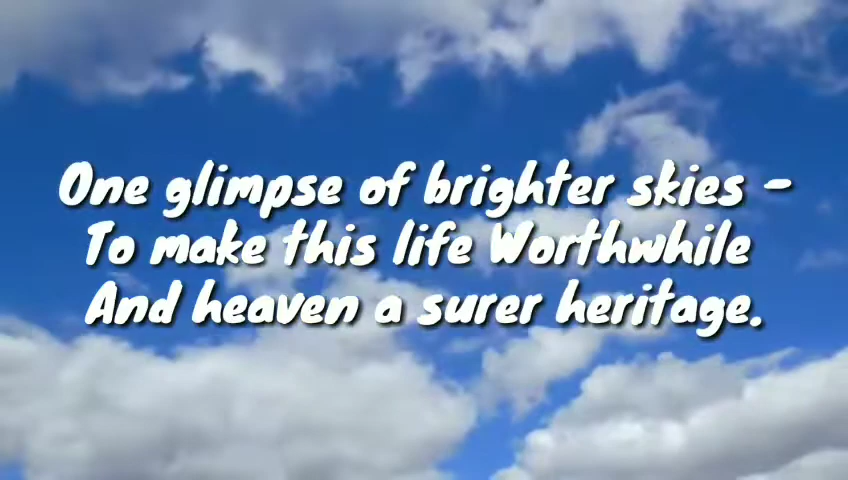 One glimpse of brighter skies -
To make this life Worthwhile
And heaven a surer heritage.